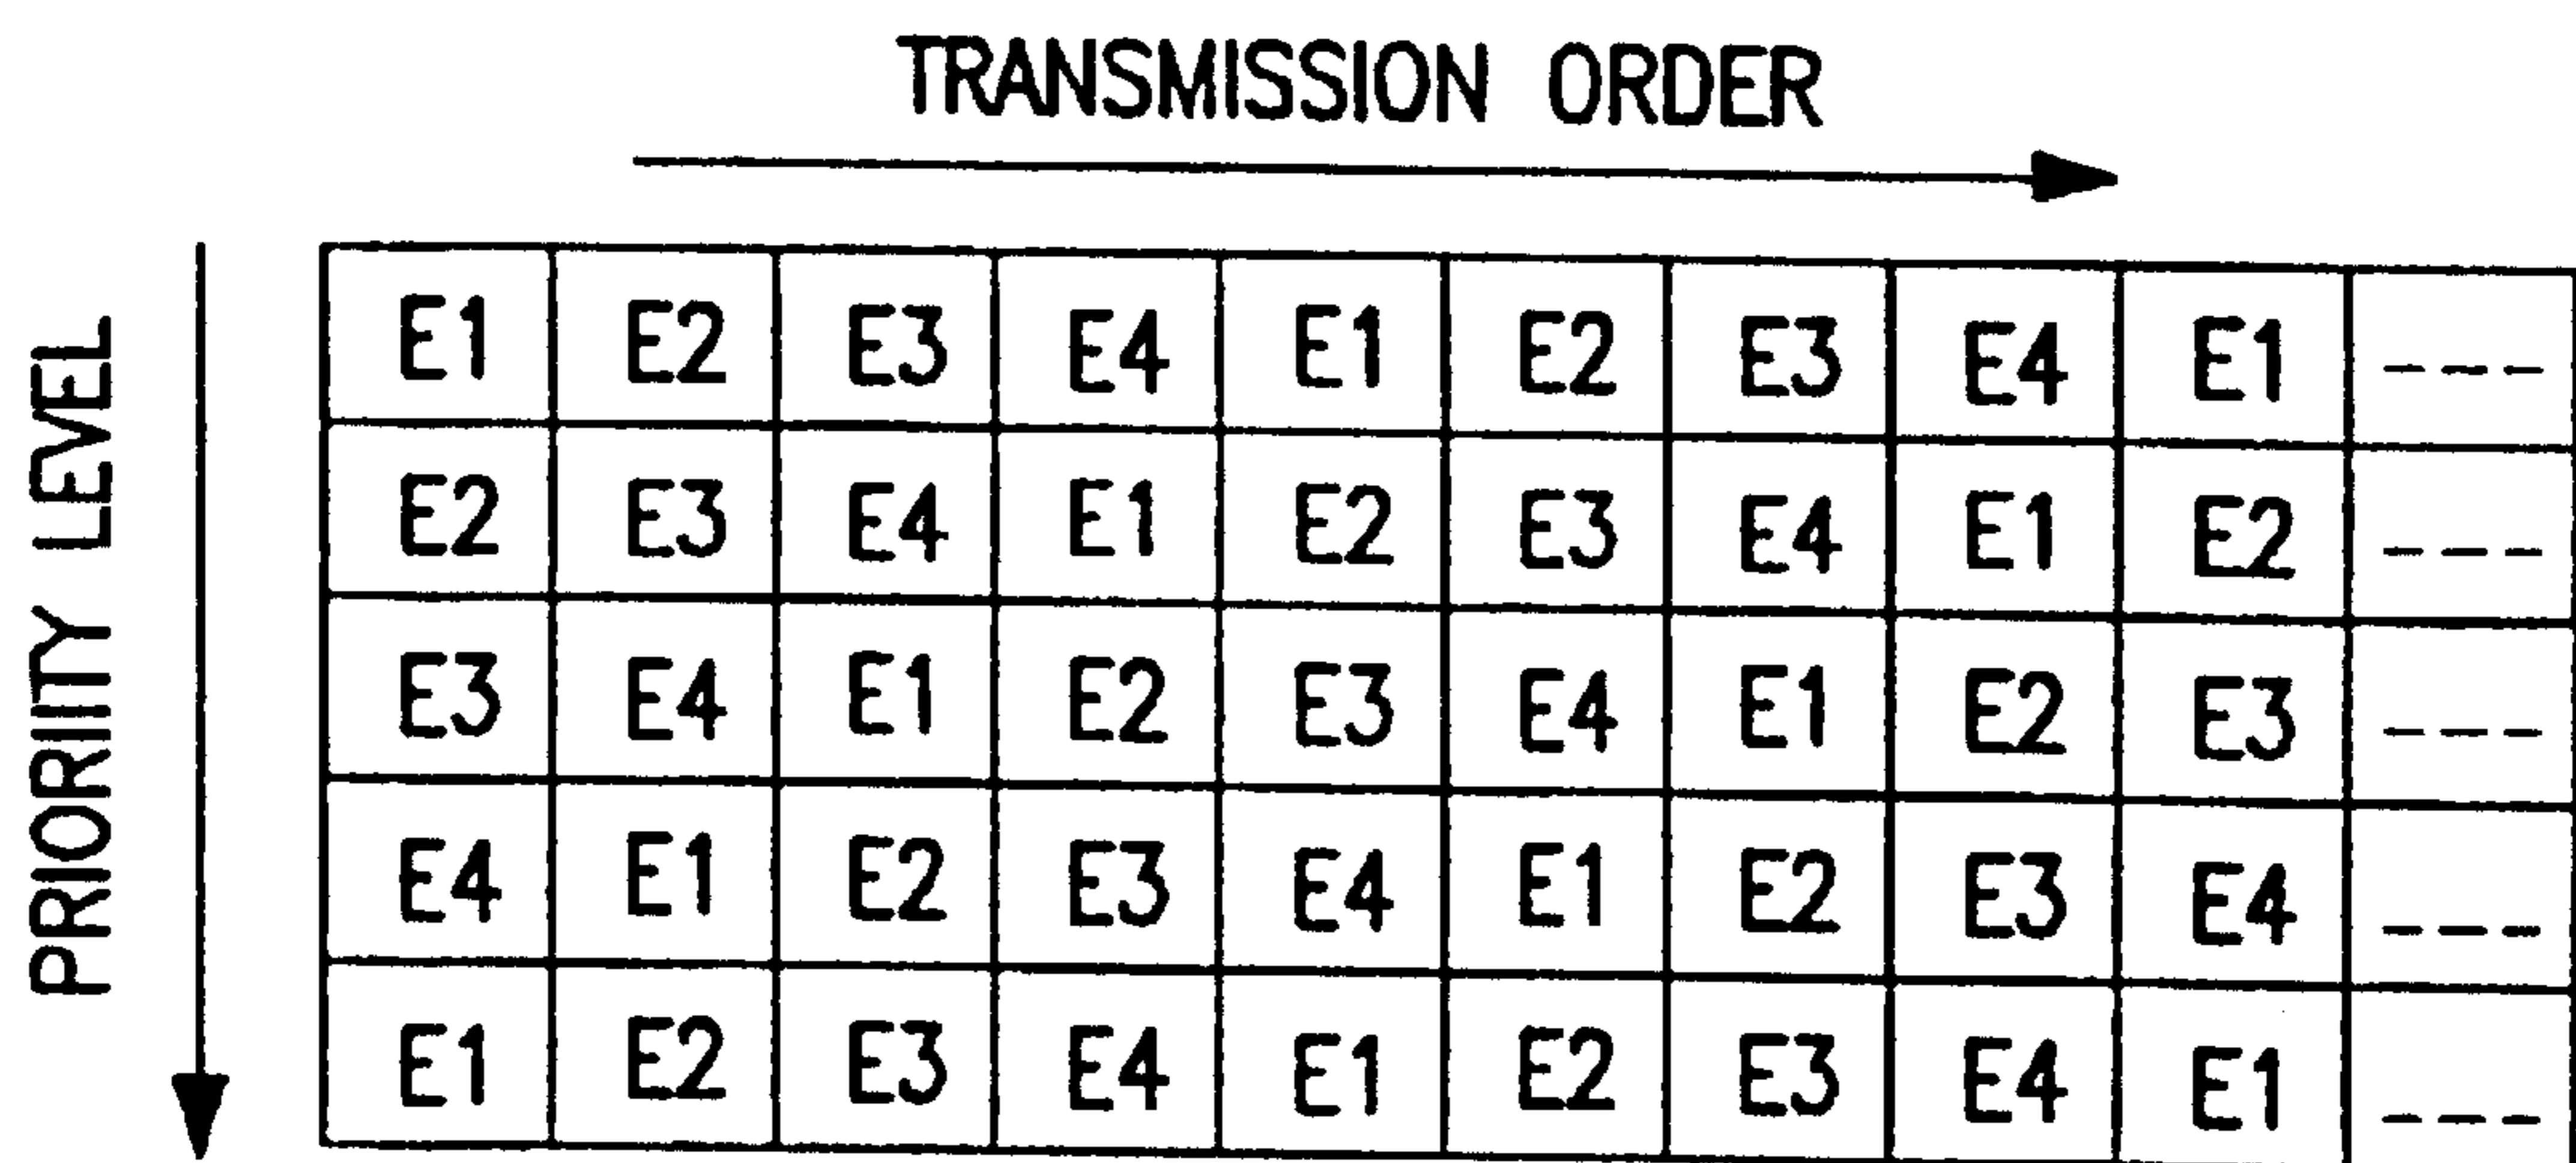 TRANSMISSION ORDER
PRIORITY LEVEL
E1 E2 E3 E4 E1 E2 E3 E4 E1 ---
E2 E3 E4 E1 E2 E3 E4 E1 E2 ---
E3 E4 E1 E2 E3 E4 E1 E2 E3 ---
E4 E1 E2 E3 E4 E1 E2 E3 E4 ---
E1 E2 E3 E4 E1 E2 E3 E4 E1 ---